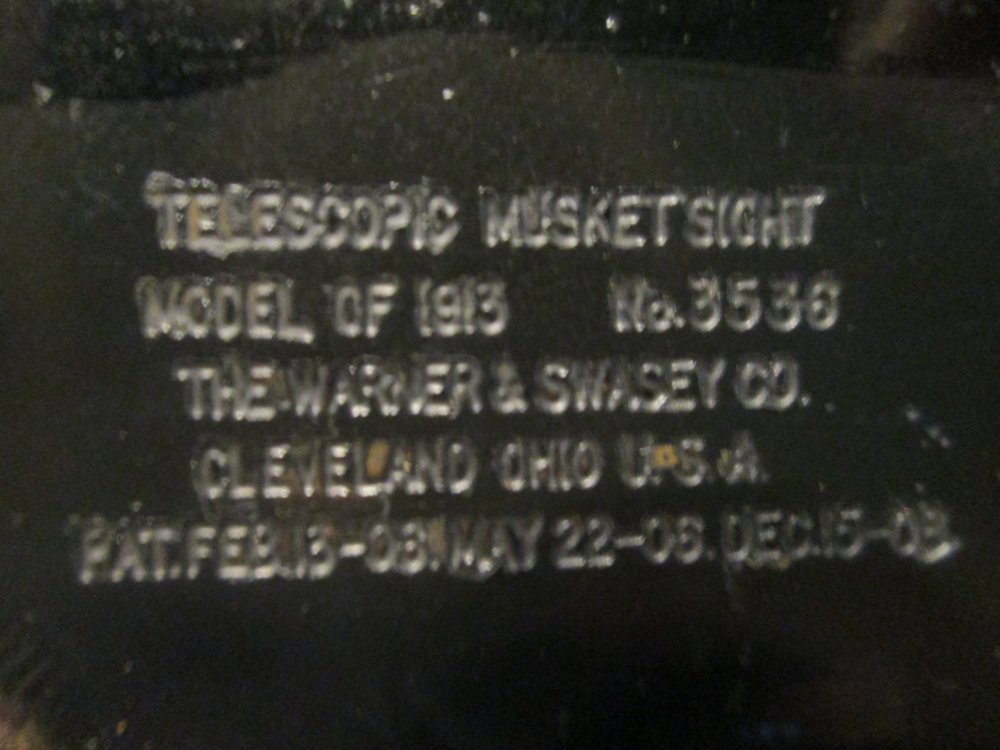 TELESCOPIC MUSKET SIGHT
MODEL OF 1913 No. 3536
THE WARNER & SWASEY CO.
CLEVELAND OHIO U.S.A.
PAT. FEB. 13-06. MAY 22-06. DEC. 15-08.